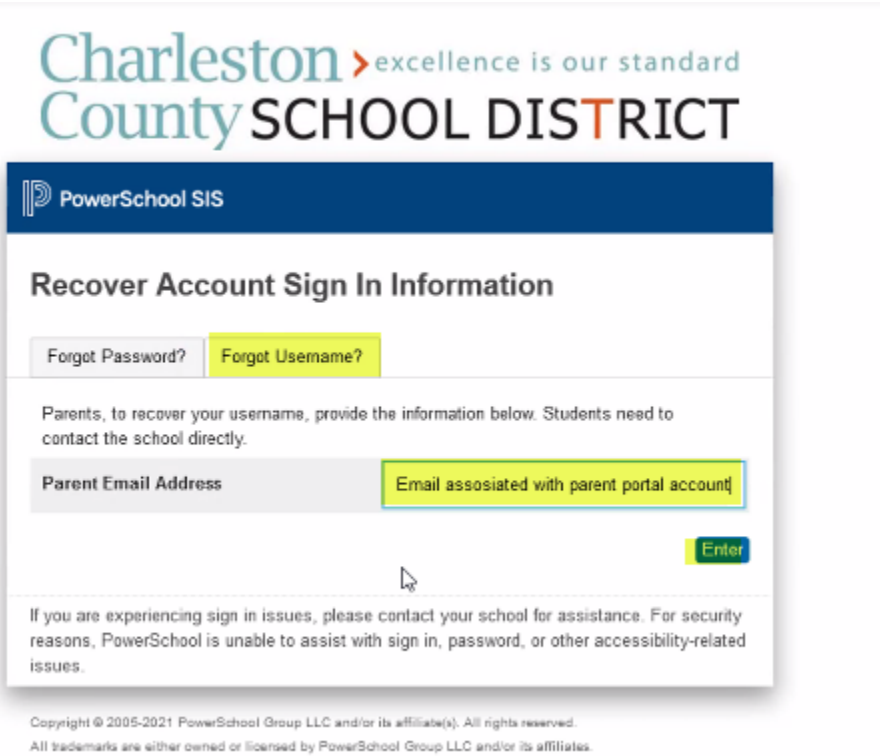 Charleston > excellence is our standard
County SCHOOL DISTRICT
PowerSchool SIS
Recover Account Sign In Information
Forgot Password? Forgot Username?
Parents, to recover your username, provide the information below. Students need to
contact the school directly.
Parent Email Address Email assosiated with parent portal account
Enter
If you are experiencing sign in issues, please contact your school for assistance. For security
reasons, PowerSchool is unable to assist with sign in, password, or other accessibility-related
issues.
Copyright © 2005-2021 PowerSchool Group LLC and/or its affiliate(s). All rights reserved.
All trademarks are either owned or licensed by PowerSchool Group LLC and/or its affiliates.